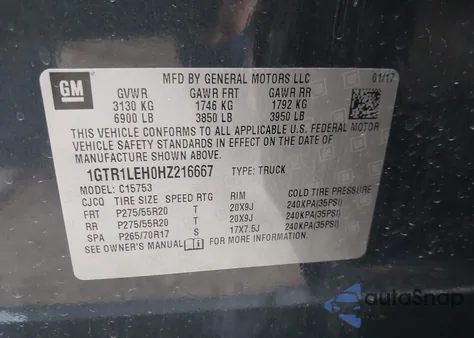 GM
MFD BY GENERAL MOTORS LLC
01/17
GVWR GAWR FRT GAWR RR
3130 KG 1746 KG 1792 KG
6900 LB 3850 LB 3950 LB
THIS VEHICLE CONFORMS TO ALL APPLICABLE U.S. FEDERAL MOTOR
VEHICLE SAFETY STANDARDS IN EFFECT ON THE DATE OF
MANUFACTURE SHOWN ABOVE.
1GTR1LEH0HZ216667 TYPE: TRUCK
MODEL: C15753
CJCQ TIRE SIZE SPEED RTG RIM COLD TIRE PRESSURE
FRT P275/55R20 T 20X9J 240KPA(35PSI)
RR P275/55R20 T 20X9J 240KPA(35PSI)
SPA P265/70R17 S 17X7.5J 240KPA(35PSI)
SEE OWNER'S MANUAL FOR MORE INFORMATION
autoSnap